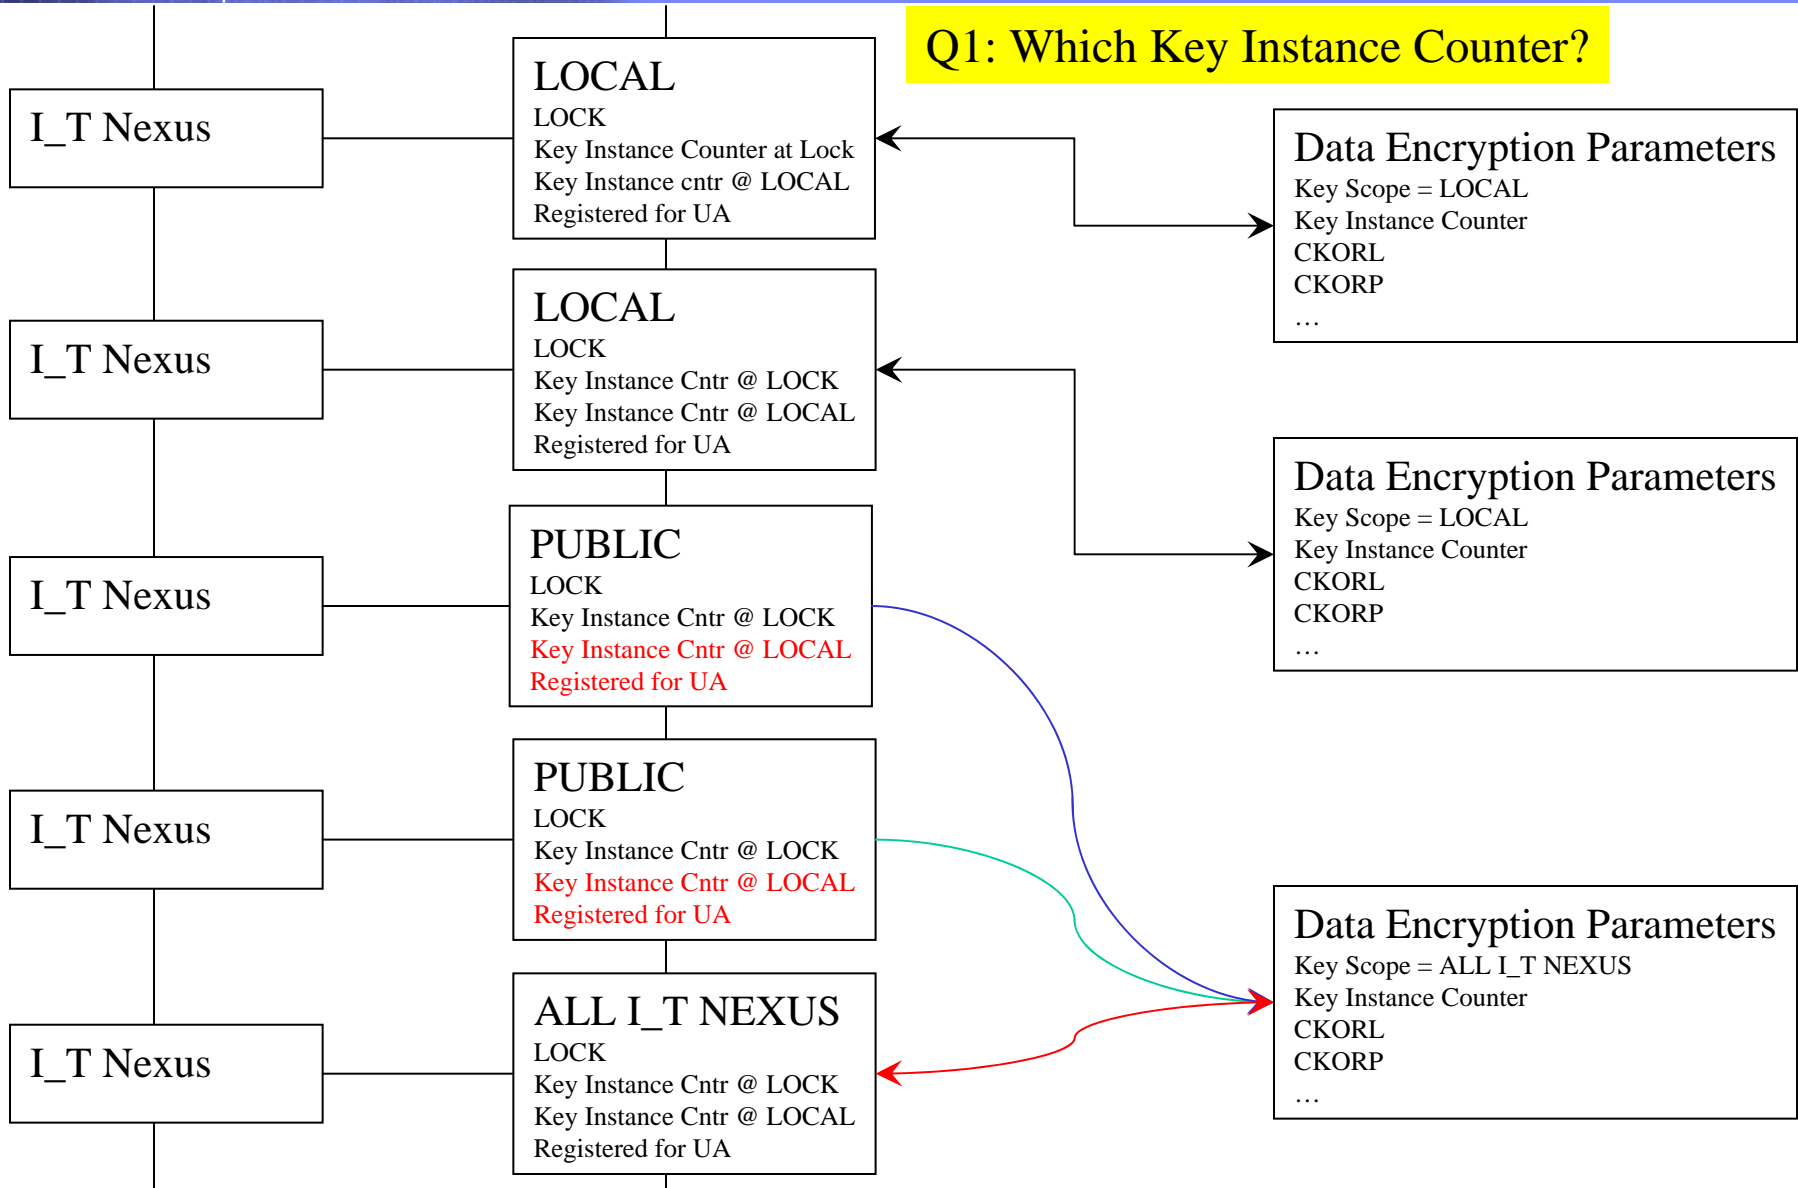 Q1: Which Key Instance Counter?
I_T Nexus
LOCAL
LOCK
Key Instance Counter at Lock
Key Instance cntr @ LOCAL
Registered for UA
Data Encryption Parameters
Key Scope = LOCAL
Key Instance Counter
CKORL
CKORP
…
I_T Nexus
LOCAL
LOCK
Key Instance Cntr @ LOCK
Key Instance Cntr @ LOCAL
Registered for UA
Data Encryption Parameters
Key Scope = LOCAL
Key Instance Counter
CKORL
CKORP
…
I_T Nexus
PUBLIC
LOCK
Key Instance Cntr @ LOCK
Key Instance Cntr @ LOCAL
Registered for UA
I_T Nexus
PUBLIC
LOCK
Key Instance Cntr @ LOCK
Key Instance Cntr @ LOCAL
Registered for UA
Data Encryption Parameters
Key Scope = ALL I_T NEXUS
Key Instance Counter
CKORL
CKORP
…
I_T Nexus
ALL I_T NEXUS
LOCK
Key Instance Cntr @ LOCK
Key Instance Cntr @ LOCAL
Registered for UA